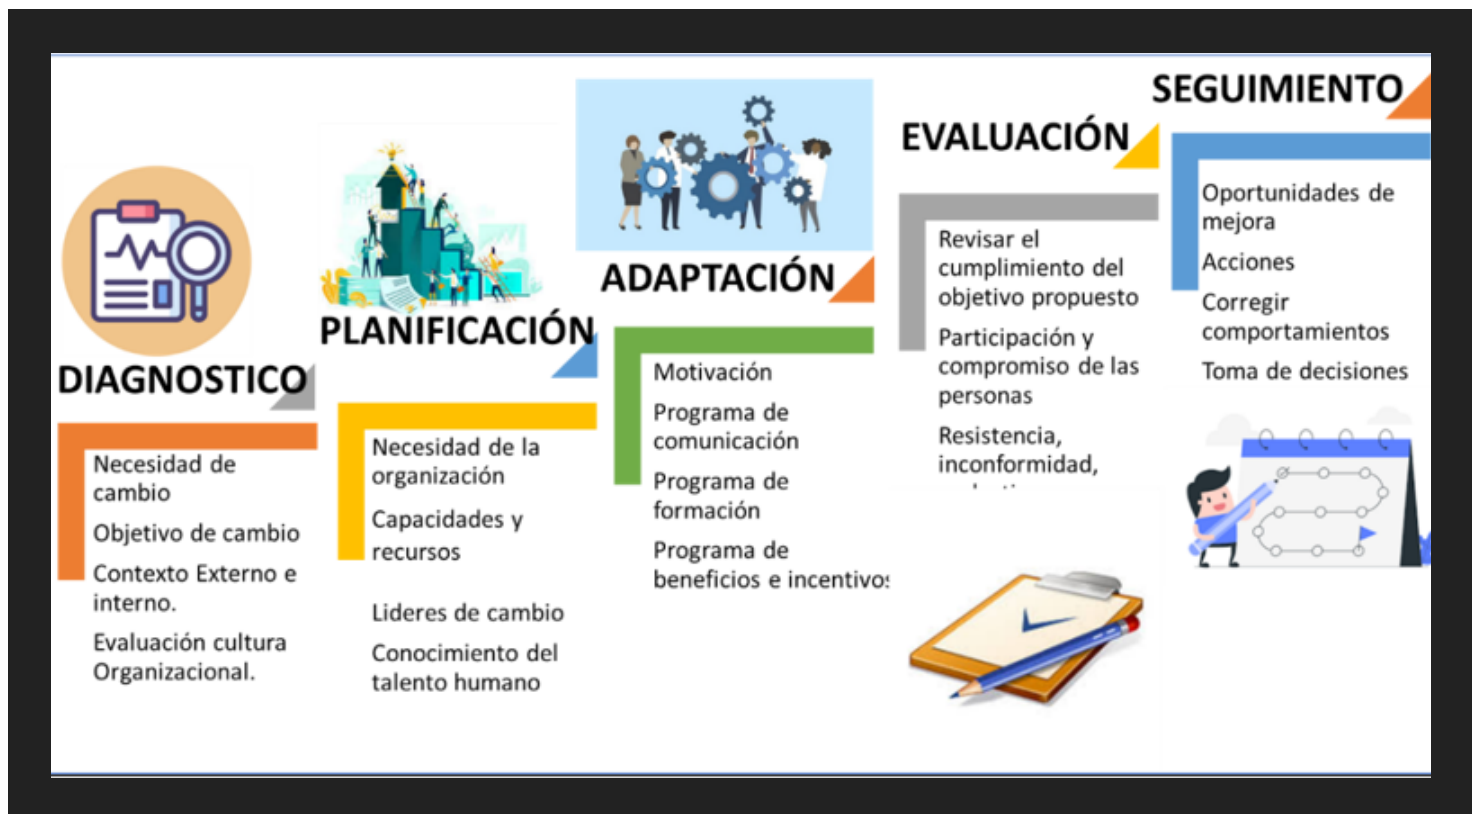 DIAGNOSTICO
Necesidad de
cambio
Objetivo de cambio
Contexto Externo e
interno.
Evaluación cultura
Organizacional.
PLANIFICACIÓN
Necesidad de la
organización
Capacidades y
recursos
Lideres de cambio
Conocimiento del
talento humano
ADAPTACIÓN
Motivación
Programa de
comunicación
Programa de
formación
Programa de
beneficios e incentivos
EVALUACIÓN
Revisar el
cumplimiento del
objetivo propuesto
Participación y
compromiso de las
personas
Resistencia,
inconformidad,
SEGUIMIENTO
Oportunidades de
mejora
Acciones
Corregir
comportamientos
Toma de decisiones